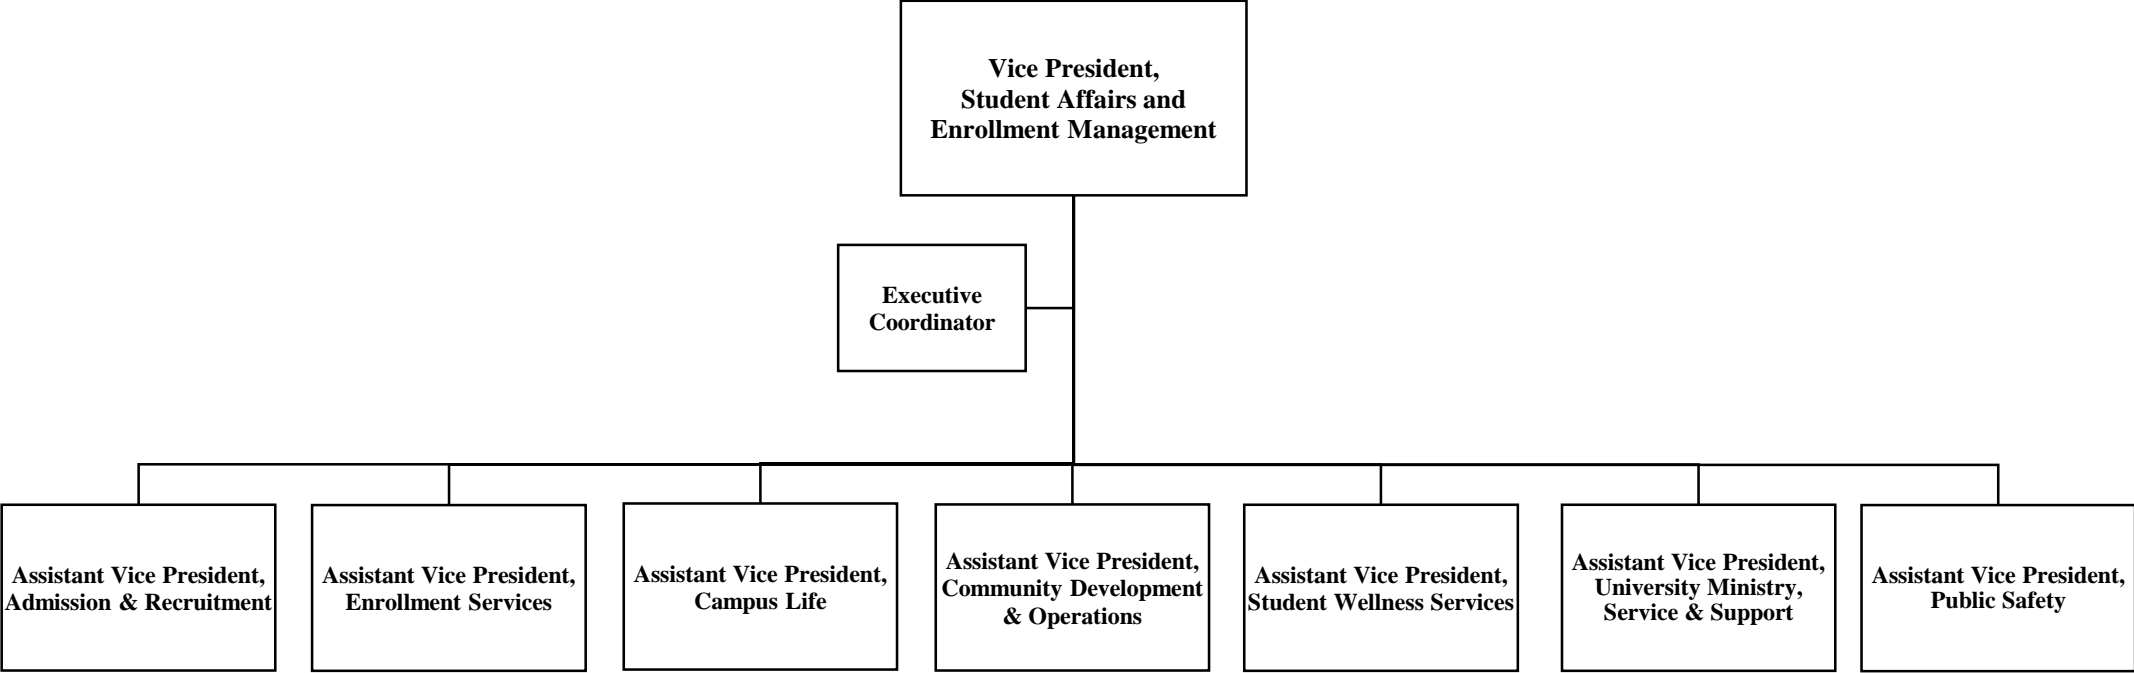 Vice President,
Student Affairs and
Enrollment Management
Executive
Coordinator
Assistant Vice President,
Admission & Recruitment
Assistant Vice President,
Enrollment Services
Assistant Vice President,
Campus Life
Assistant Vice President,
Community Development
& Operations
Assistant Vice President,
Student Wellness Services
Assistant Vice President,
University Ministry,
Service & Support
Assistant Vice President,
Public Safety